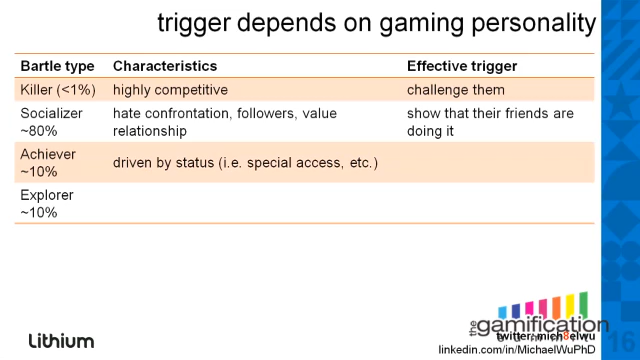 trigger depends on gaming personality
Bartle type Characteristics Effective trigger
Killer (<1%) highly competitive challenge them
Socializer hate confrontation, followers, value show that their friends are
~80% relationship doing it
Achiever
~10% driven by status (i.e. special access, etc.)
Explorer
~10%
the gamification
twitter: mich8elwu
linkedin.com/in/MichaelWuPhD
Lithium
16